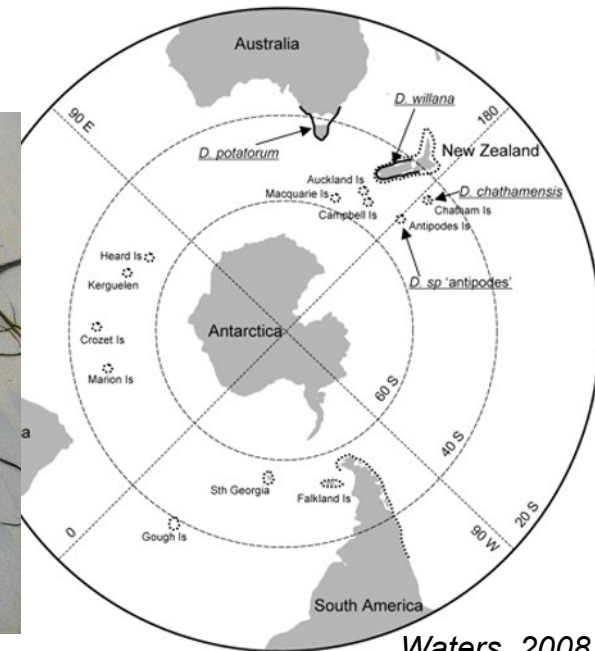 Australia
90 E
D. willana
180
D. potatorum
New Zealand
Auckland Is
Macquarie Is
Campbell Is
D. chathamensis
Chatham Is
Antipodes Is
Heard Is
Kerguelen
D. sp 'antipodes'
Antarctica
Crozet Is
Marion Is
60 S
a
40 S
Sth Georgia
Falkland Is
20 S
0
Gough Is
90 W
South America
Waters, 2008